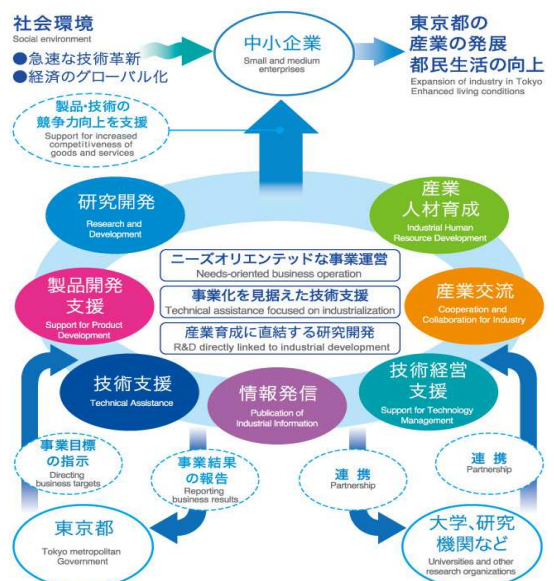 社会環境
Social environment
●急速な技術革新
●経済のグローバル化
中小企業
Small and medium
enterprises
東京都の
産業の発展
都民生活の向上
Expansion of industry in Tokyo
Enhanced living conditions
製品・技術の
競争力向上を支援
Support for increased
competitiveness of
goods and services
研究開発
Research and
Development
産業
人材育成
Industrial Human
Resource Development
ニーズオリエンテッドな事業運営
Needs-oriented business operation
事業化を見据えた技術支援
Technical assistance focused on industrialization
産業育成に直結する研究開発
R&D directly linked to industrial development
製品開発
支援
Support for Product
Development
産業交流
Cooperation and
Collaboration for Industry
技術支援
Technical Assistance
情報発信
Publication of
Industrial Information
技術経営
支援
Support for Technology
Management
事業目標
の指示
Directing
business targets
事業結果
の報告
Reporting
business results
連携
Partnership
連携
Partnership
東京都
Tokyo metropolitan
Government
大学、研究
機関など
Universities and other
research organizations